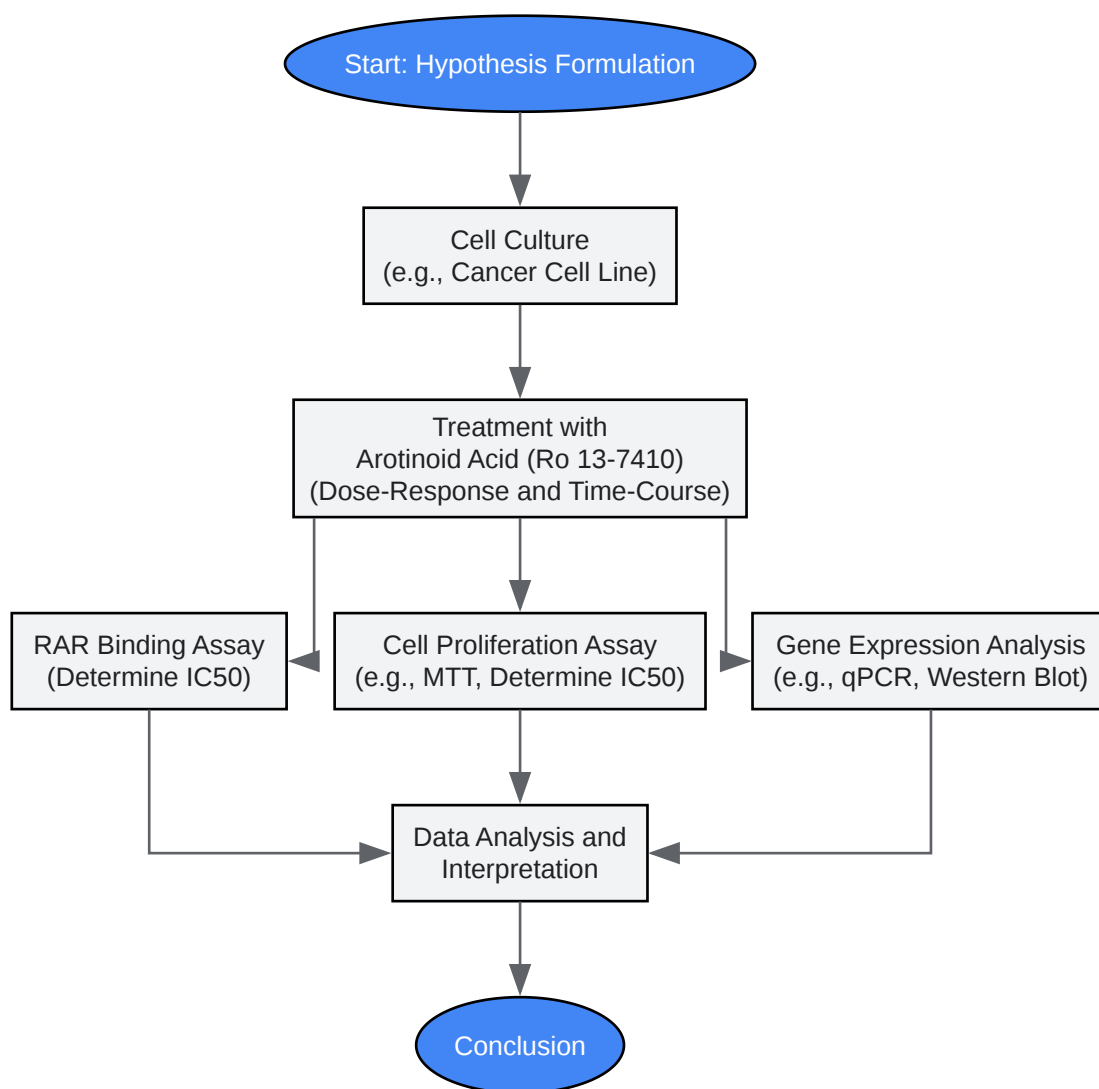 Start: Hypothesis Formulation
Cell Culture
(e.g., Cancer Cell Line)
Treatment with
Arotinoid Acid (Ro 13-7410)
(Dose-Response and Time-Course)
RAR Binding Assay
(Determine IC50)
Cell Proliferation Assay
(e.g., MTT, Determine IC50)
Gene Expression Analysis
(e.g., qPCR, Western Blot)
Data Analysis and
Interpretation
Conclusion